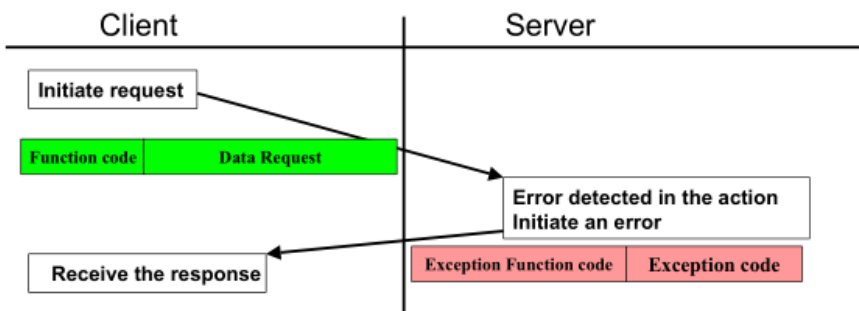 Client
Server
Initiate request
Function code
Data Request
Error detected in the action
Initiate an error
Receive the response
Exception Function code
Exception code